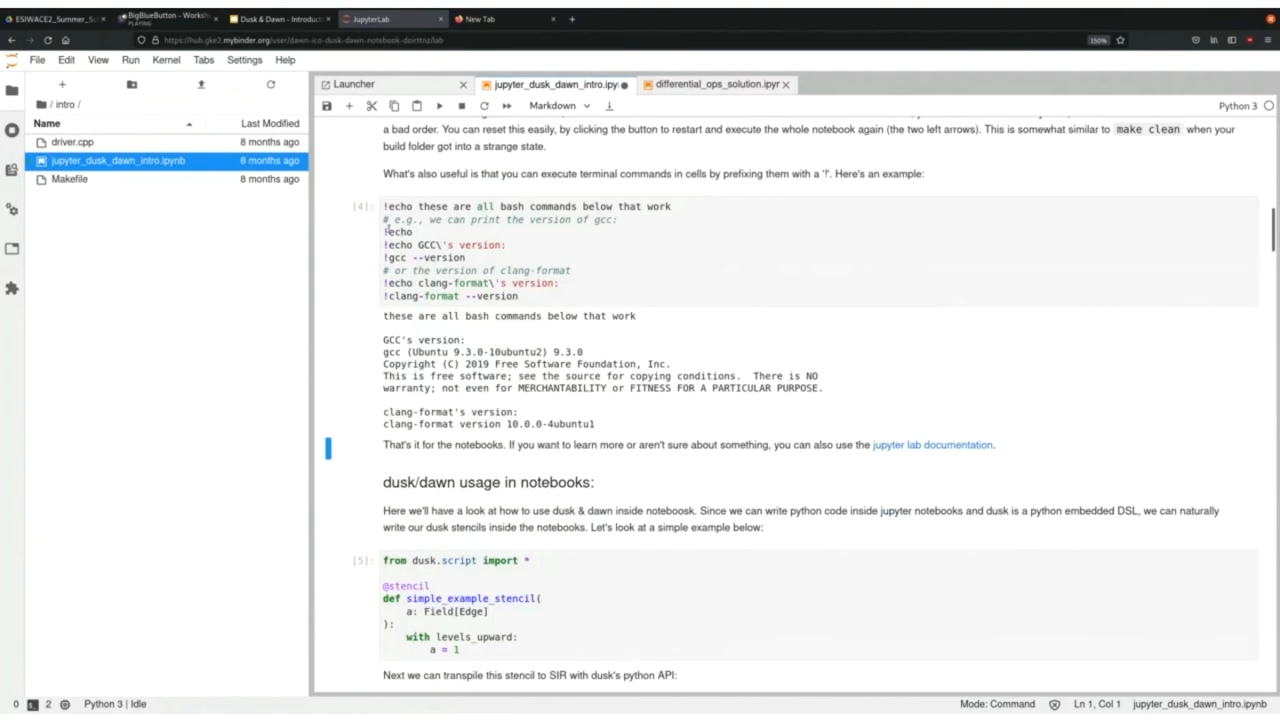 ESIWACE2_Summer_Sc
BigBlueButton - Worksho
PLAYING
Dusk & Dawn - Introducti
JupyterLab
New Tab
https://hub.gke2.mybinder.org/user/dawn-ico-dusk-dawn-notebook-doirttnz/lab
150%
File Edit View Run Kernel Tabs Settings Help
Launcher
jupyter_dusk_dawn_intro.ipyn
differential_ops_solution.ipyr
/ intro /
Markdown
Python 3
Name
Last Modified
driver.cpp 8 months ago
jupyter_dusk_dawn_intro.ipynb 8 months ago
Makefile 8 months ago
a bad order. You can reset this easily, by clicking the button to restart and execute the whole notebook again (the two left arrows). This is somewhat similar to make clean when your
build folder got into a strange state.
What's also useful is that you can execute terminal commands in cells by prefixing them with a '!'. Here's an example:
[4]: !echo these are all bash commands below that work
# e.g., we can print the version of gcc:
!echo
!echo GCC\'s version:
!gcc --version
# or the version of clang-format
!echo clang-format\'s version:
!clang-format --version
these are all bash commands below that work
GCC's version:
gcc (Ubuntu 9.3.0-10ubuntu2) 9.3.0
Copyright (C) 2019 Free Software Foundation, Inc.
This is free software; see the source for copying conditions.  There is NO
warranty; not even for MERCHANTABILITY or FITNESS FOR A PARTICULAR PURPOSE.
clang-format's version:
clang-format version 10.0.0-4ubuntu1
That's it for the notebooks. If you want to learn more or aren't sure about something, you can also use the jupyter lab documentation.
dusk/dawn usage in notebooks:
Here we'll have a look at how to use dusk & dawn inside noteboosk. Since we can write python code inside jupyter notebooks and dusk is a python embedded DSL, we can naturally
write our dusk stencils inside the notebooks. Let's look at a simple example below:
[5]: from dusk.script import *
@stencil
def simple_example_stencil(
a: Field[Edge]
):
with levels_upward:
a = 1
Next we can transpile this stencil to SIR with dusk's python API:
0 2 Python 3 | Idle
Mode: Command Ln 1, Col 1 jupyter_dusk_dawn_intro.ipynb